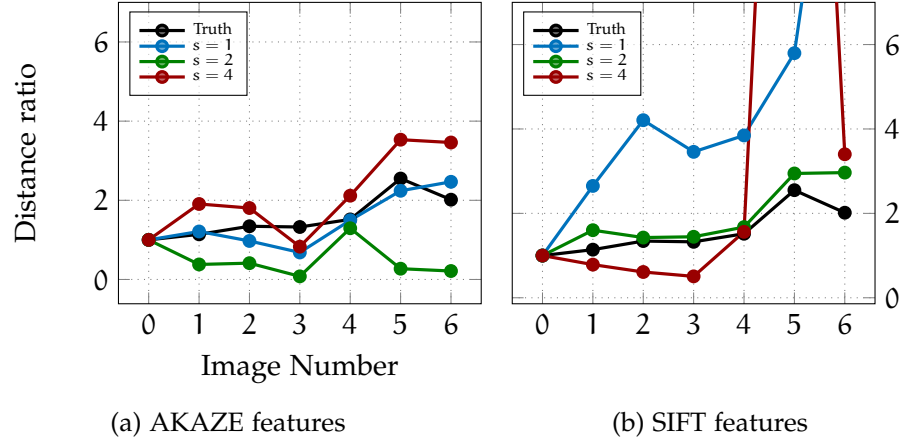 Truth
s = 1
s = 2
s = 4
6
4
2
0
Distance ratio
0 1 2 3 4 5 6
Image Number
(a) AKAZE features
Truth
s = 1
s = 2
s = 4
6
4
2
0
0 1 2 3 4 5 6
(b) SIFT features